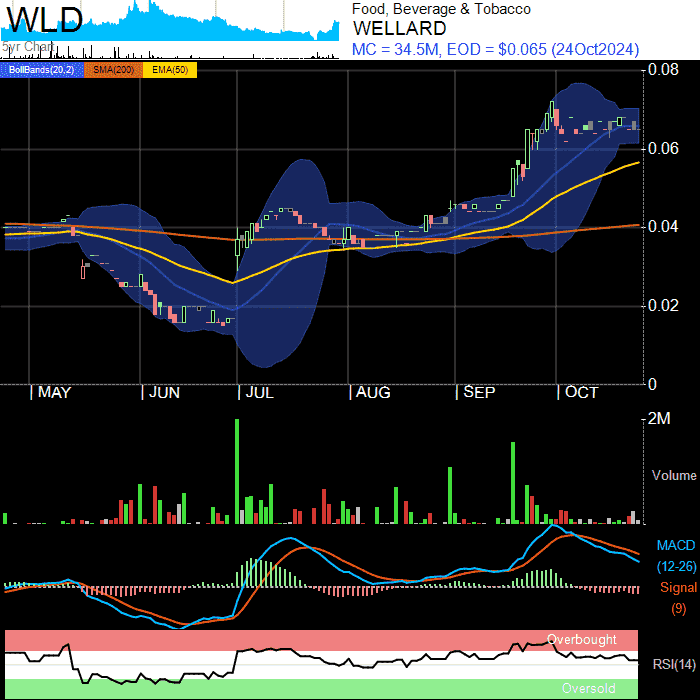 WLD
5yr Chart
Food, Beverage & Tobacco
WELLARD
MC = 34.5M, EOD = $0.065 (24Oct2024)
BollBands(20,2) SMA(200) EMA(50)
0.08
0.06
0.04
0.02
0
MAY JUN JUL AUG SEP OCT
2M
Volume
MACD
(12-26)
Signal
(9)
Overbought
RSI(14)
Oversold